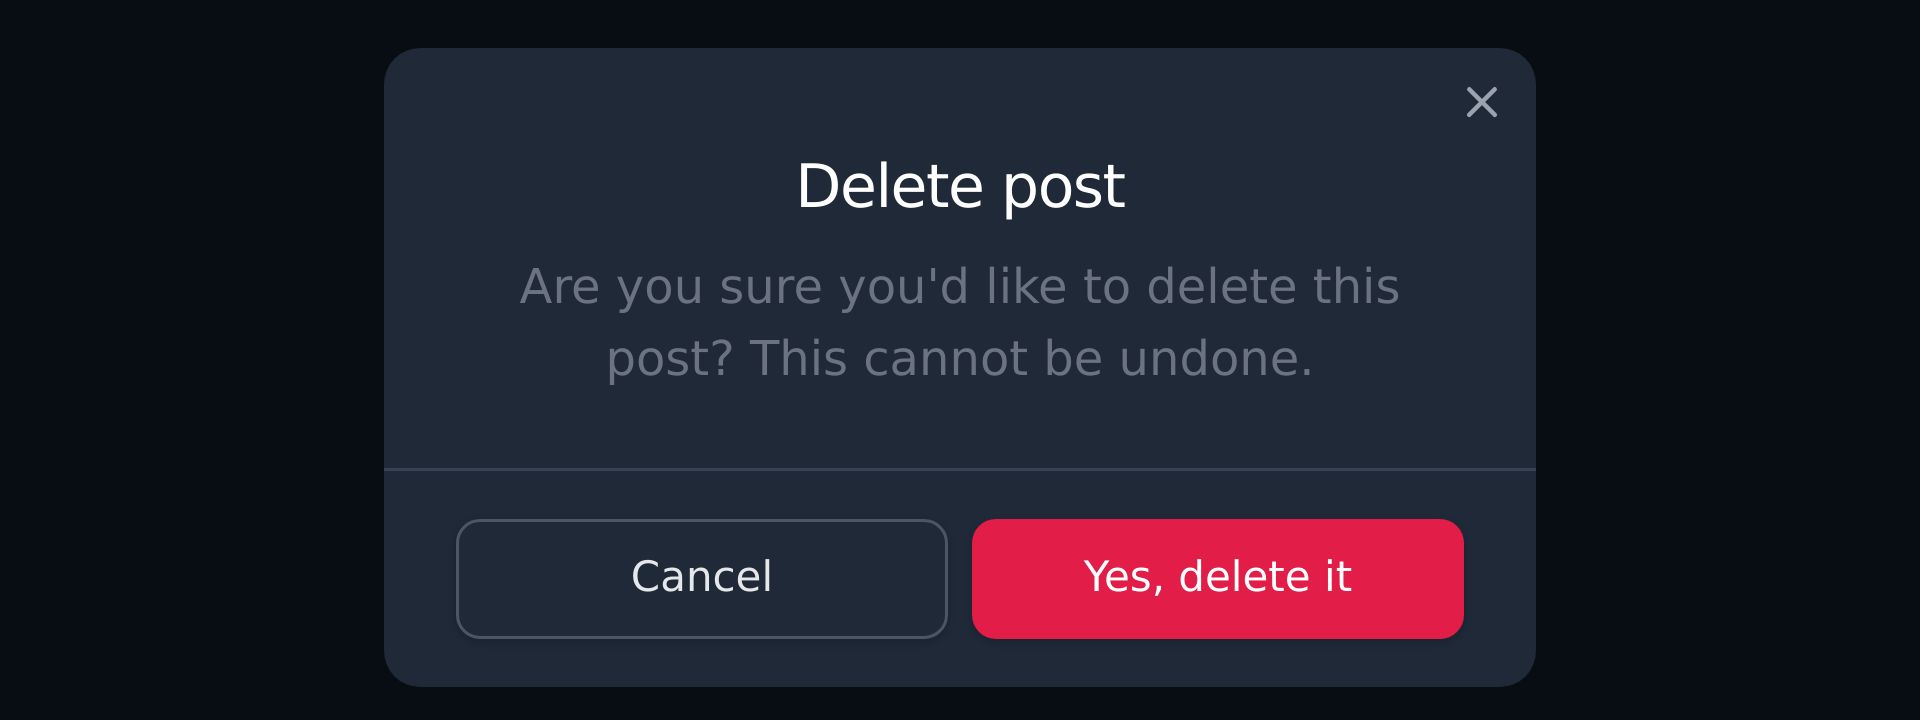 Delete post
Are you sure you'd like to delete this
post? This cannot be undone.
Cancel
Yes, delete it